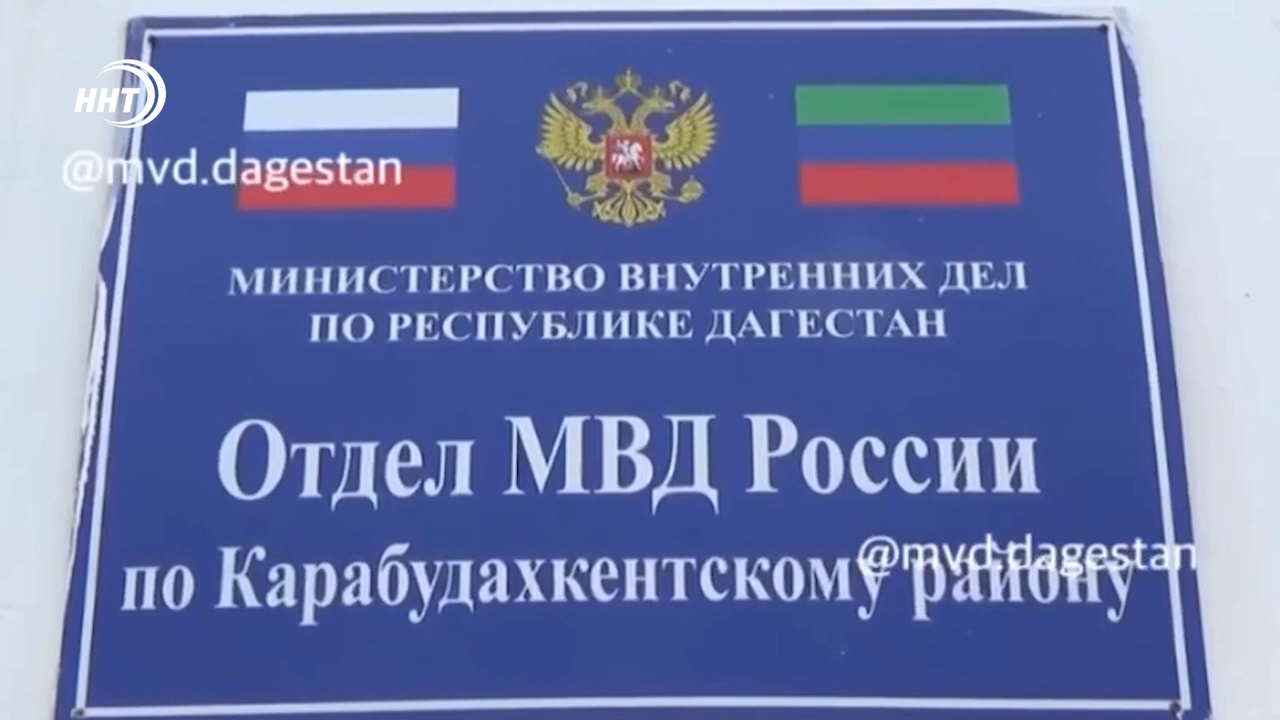 ННТ
@mvd.dagestan
МИНИСТЕРСТВО ВНУТРЕННИХ ДЕЛ
ПО РЕСПУБЛИКЕ ДАГЕСТАН
Отдел МВД России
по Карабудахкентскому району
@mvd.dagestan